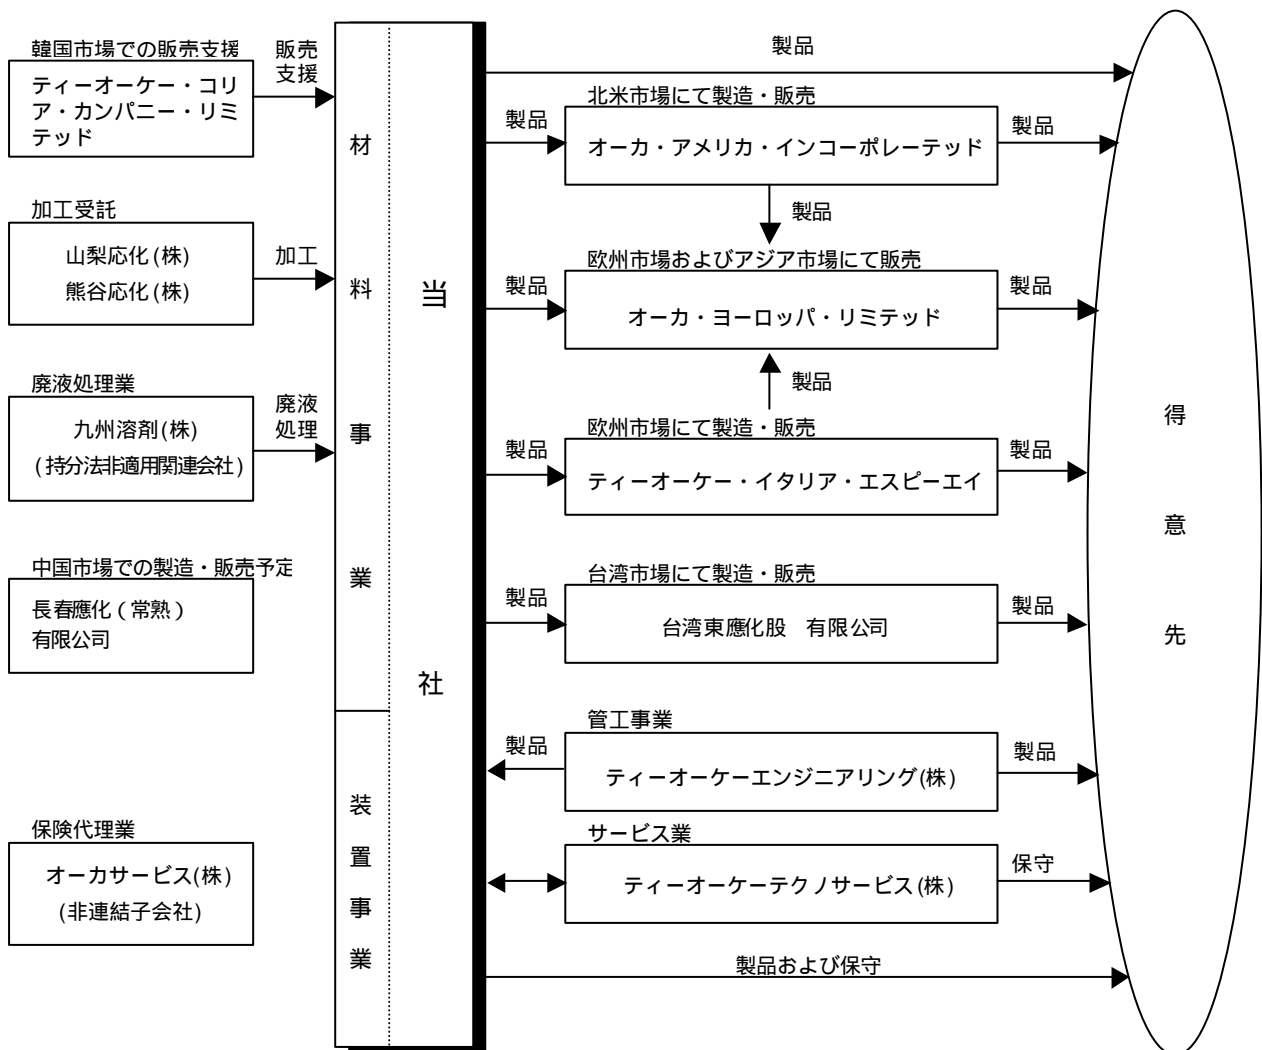 韓国市場での販売支援
販売
支援
ティーオーケー・コリ
ア・カンパニー・リミ
テッド
加工受託
山梨応化(株)
熊谷応化(株)
加工
廃液処理業
九州溶剤(株)
(持分法非適用関連会社)
廃液
処理
中国市場での製造・販売予定
長春應化(常熟)
有限公司
保険代理業
オーカサービス(株)
(非連結子会社)
材料事業
装置事業
当社
製品
北米市場にて製造・販売
製品
オーカ・アメリカ・インコーポレーテッド
製品
製品
欧州市場およびアジア市場にて販売
製品
オーカ・ヨーロッパ・リミテッド
製品
製品
欧州市場にて製造・販売
製品
ティーオーケー・イタリア・エスピーエイ
製品
台湾市場にて製造・販売
製品
台湾東應化股 有限公司
製品
管工事業
製品
ティーオーケーエンジニアリング(株)
製品
サービス業
ティーオーケーテクノサービス(株)
保守
製品および保守
得意先